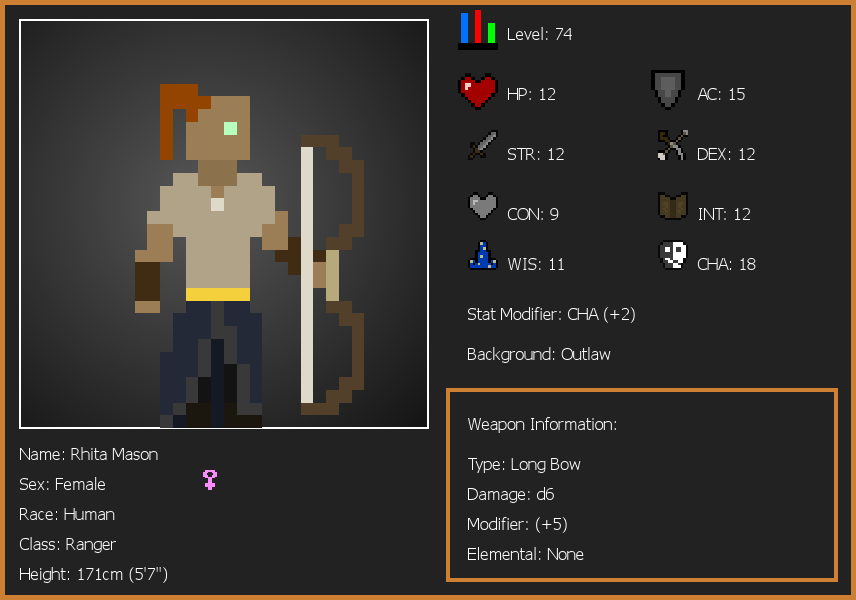 Level: 74
HP: 12
AC: 15
STR: 12
DEX: 12
CON: 9
INT: 12
WIS: 11
CHA: 18
Stat Modifier: CHA (+2)
Background: Outlaw
Weapon Information:
Type: Long Bow
Damage: d6
Modifier: (+5)
Elemental: None
Name: Rhita Mason
Sex: Female
Race: Human
Class: Ranger
Height: 171cm (5'7")